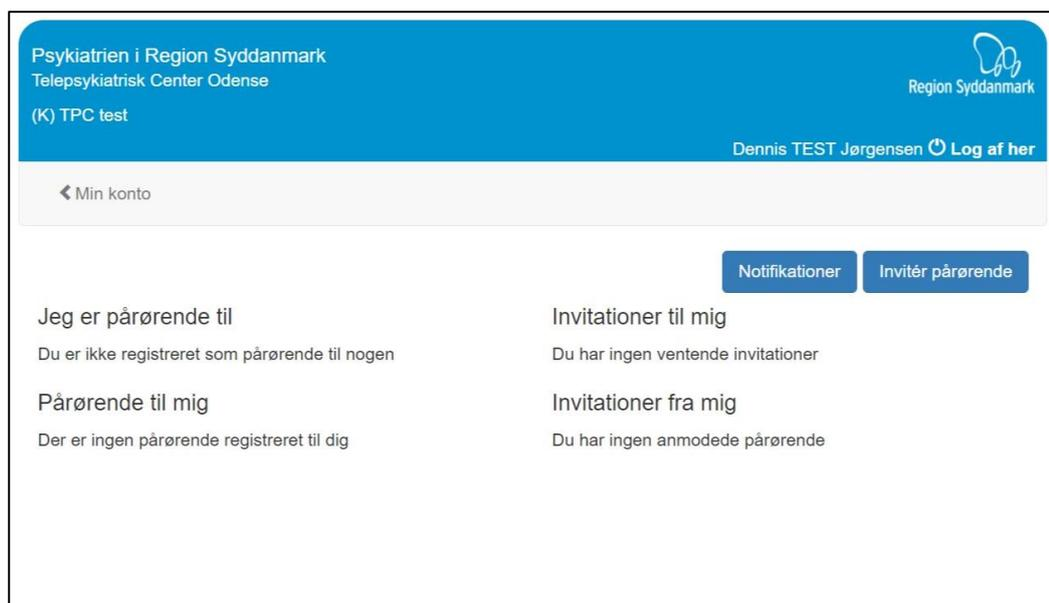 Psykiatrien i Region Syddanmark
Telepsykiatrisk Center Odense
(K) TPC test
Region Syddanmark
Dennis TEST Jørgensen Log af her
Min konto
Notifikationer Invitér pårørende
Jeg er pårørende til
Du er ikke registreret som pårørende til nogen
Invitationer til mig
Du har ingen ventende invitationer
Pårørende til mig
Der er ingen pårørende registreret til dig
Invitationer fra mig
Du har ingen anmodede pårørende